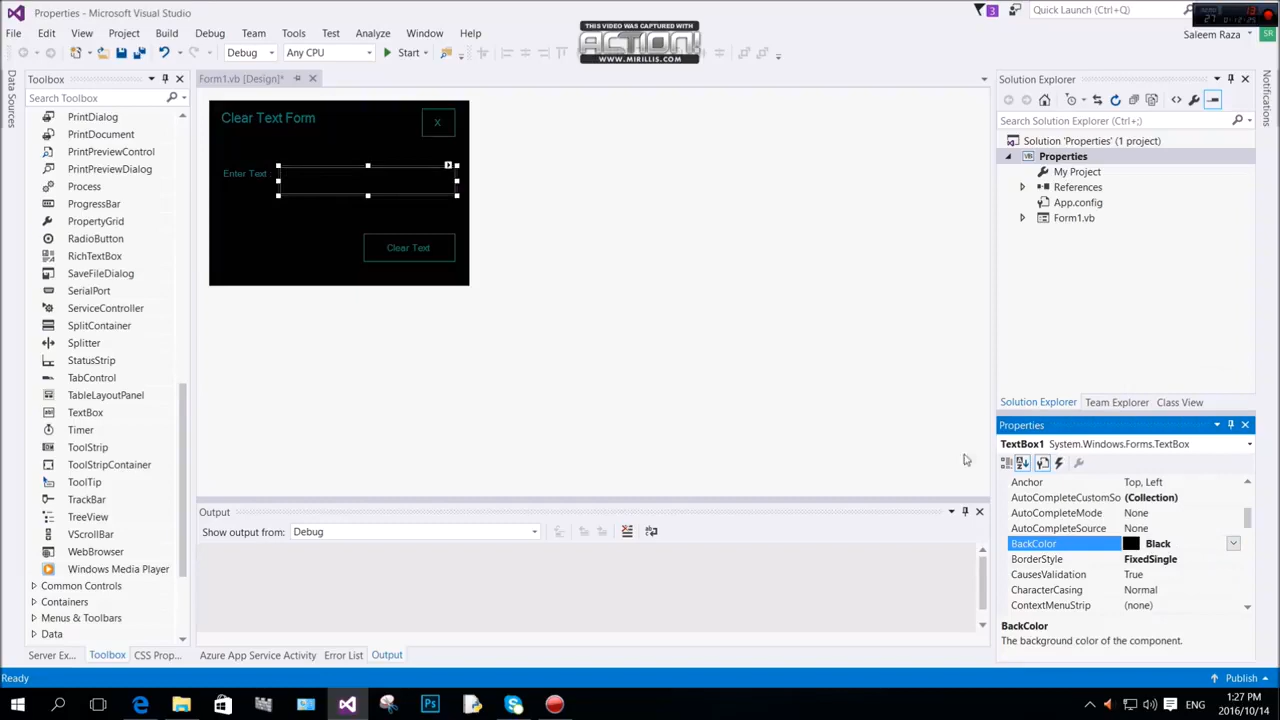 Properties - Microsoft Visual Studio
3
Quick Launch (Ctrl+;)
THIS VIDEO WAS CAPTURED WITH
ACTION!
WWW.MIRILLIS.COM
File Edit View Project Build Debug Team Tools Test Analyze Window Help
Saleem Raza SR
Debug Any CPU Start
Data Sources
Toolbox
Search Toolbox
PrintDialog
PrintDocument
PrintPreviewControl
PrintPreviewDialog
Process
ProgressBar
PropertyGrid
RadioButton
RichTextBox
SaveFileDialog
SerialPort
ServiceController
SplitContainer
Splitter
StatusStrip
TabControl
TableLayoutPanel
TextBox
Timer
ToolStrip
ToolStripContainer
ToolTip
TrackBar
TreeView
VScrollBar
WebBrowser
Windows Media Player
Common Controls
Containers
Menus & Toolbars
Data
Server Ex... Toolbox CSS Prop...
Form1.vb [Design]*
Clear Text Form
X
Enter Text :
Clear Text
Output
Show output from: Debug
Azure App Service Activity Error List Output
Solution Explorer
Search Solution Explorer (Ctrl+;)
Solution 'Properties' (1 project)
VB Properties
My Project
References
App.config
Form1.vb
Solution Explorer Team Explorer Class View
Notifications
Properties
TextBox1 System.Windows.Forms.TextBox
Anchor Top, Left
AutoCompleteCustomSo (Collection)
AutoCompleteMode None
AutoCompleteSource None
BackColor Black
BorderStyle FixedSingle
CausesValidation True
CharacterCasing Normal
ContextMenuStrip (none)
BackColor
The background color of the component.
Ready
Publish
Ps
ENG
1:27 PM
2016/10/14